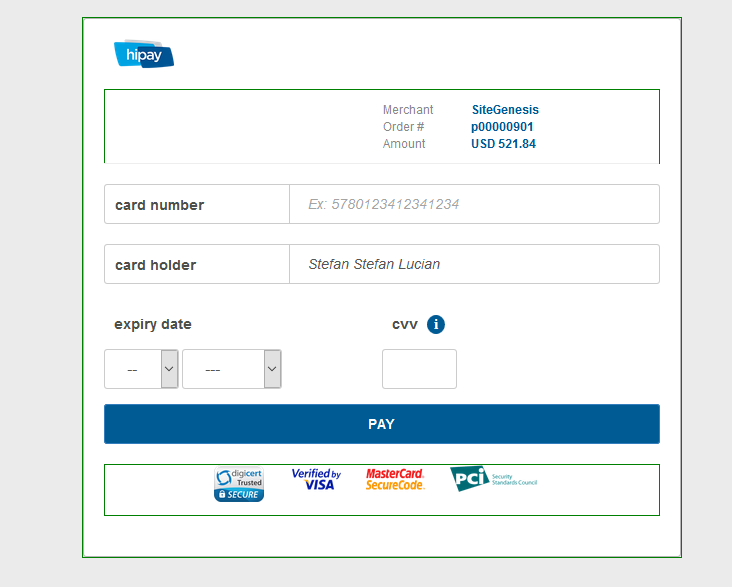 hipay
Merchant SiteGenesis
Order # p00000901
Amount USD 521.84
card number Ex: 5780123412341234
card holder Stefan Stefan Lucian
expiry date cvv i
-- ---
PAY
digicert
Trusted
SECURE
Verified by
VISA
MasterCard.
SecureCode.
PCi
Security
Standards Council